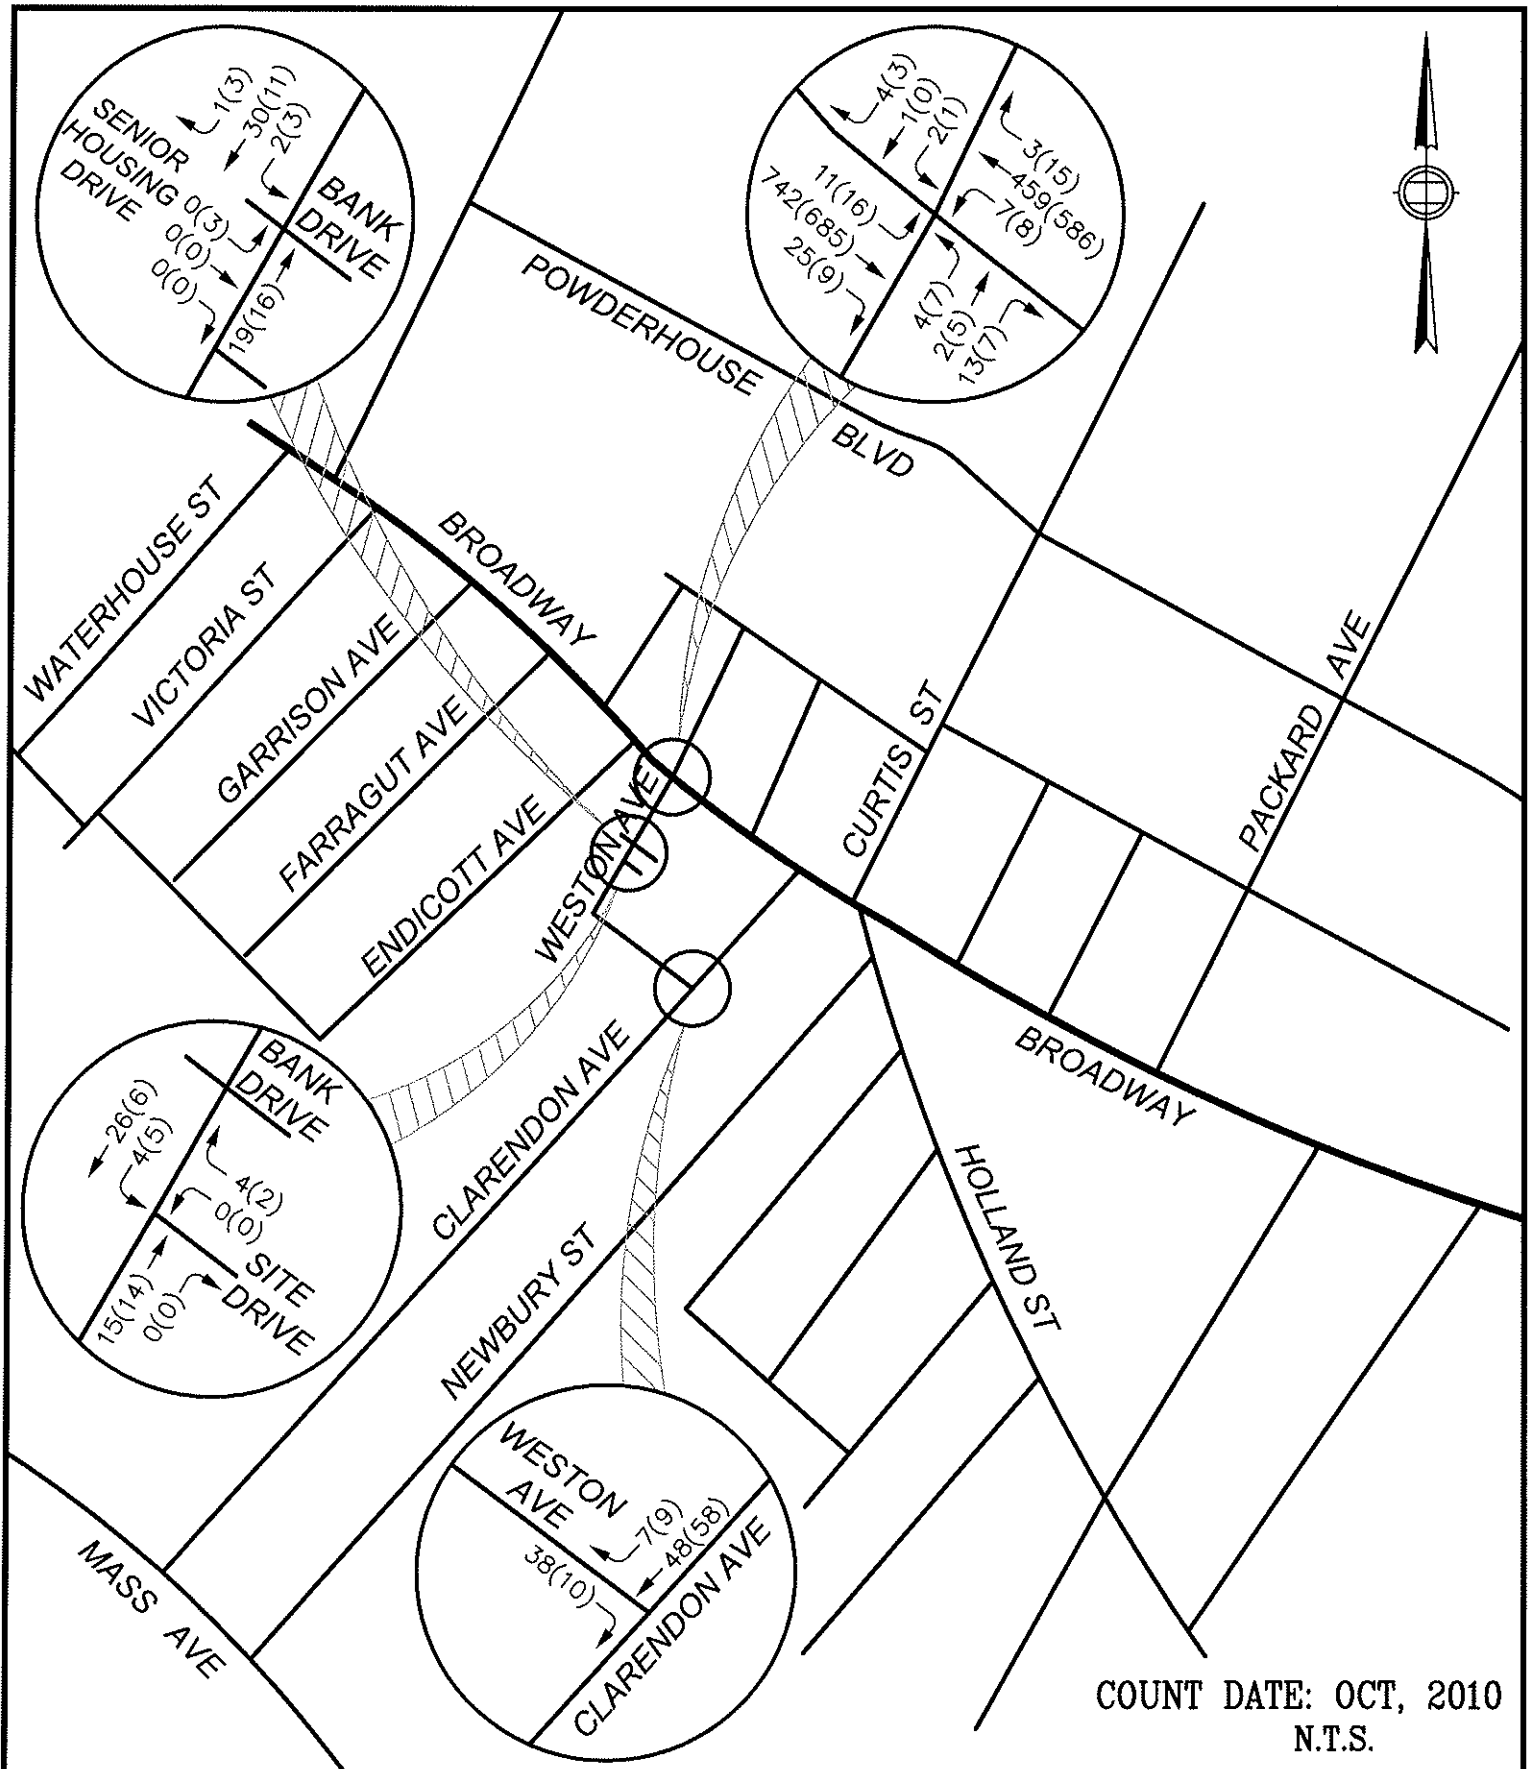 1(3)
30(11)
2(3)
SENIOR
HOUSING
DRIVE
0(3)
0(0)
0(0)
BANK
DRIVE
19(16)
4(3)
1(0)
2(1)
3(15)
459(586)
7(8)
11(16)
742(685)
25(9)
4(7)
2(5)
13(7)
POWDERHOUSE
BLVD
BROADWAY
WATERHOUSE ST
VICTORIA ST
GARRISON AVE
FARRAGUT AVE
ENDICOTT AVE
WESTON AVE
CURTIS ST
PACKARD AVE
BROADWAY
CLARENDON AVE
NEWBURY ST
HOLLAND ST
MASS AVE
BANK
DRIVE
26(6)
4(5)
4(2)
0(0)
SITE
DRIVE
15(14)
0(0)
WESTON
AVE
7(9)
48(58)
38(10)
CLARENDON AVE
COUNT DATE: OCT, 2010
N.T.S.